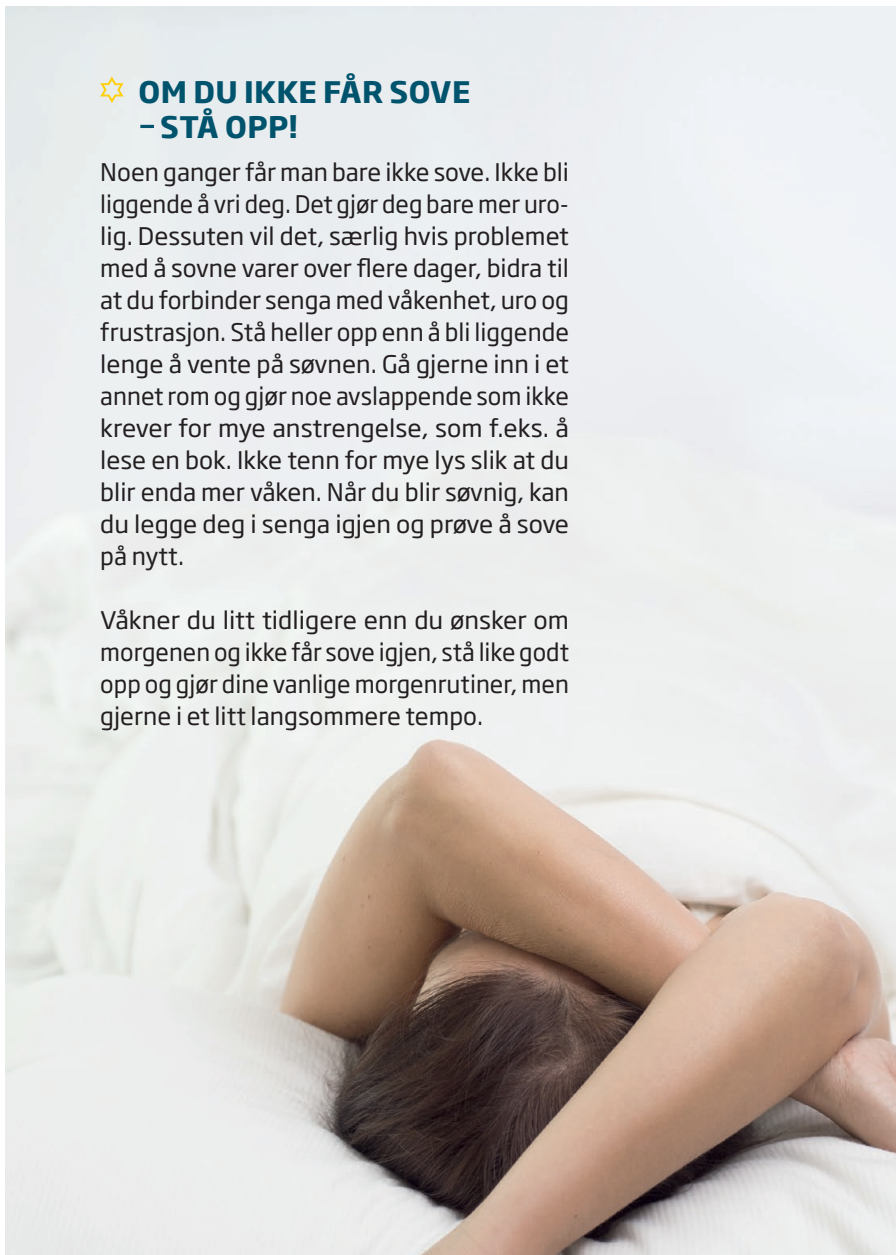 OM DU IKKE FÅR SOVE
– STÅ OPP!
Noen ganger får man bare ikke sove. Ikke bli
liggende å vri deg. Det gjør deg bare mer uro-
lig. Dessuten vil det, særlig hvis problemet
med å sovne varer over flere dager, bidra til
at du forbinder senga med våkenhet, uro og
frustrasjon. Stå heller opp enn å bli liggende
lenge å vente på søvnen. Gå gjerne inn i et
annet rom og gjør noe avslappende som ikke
krever for mye anstrengelse, som f.eks. å
lese en bok. Ikke tenn for mye lys slik at du
blir enda mer våken. Når du blir søvnig, kan
du legge deg i senga igjen og prøve å sove
på nytt.
Våkner du litt tidligere enn du ønsker om
morgenen og ikke får sove igjen, stå like godt
opp og gjør dine vanlige morgenrutiner, men
gjerne i et litt langsommere tempo.